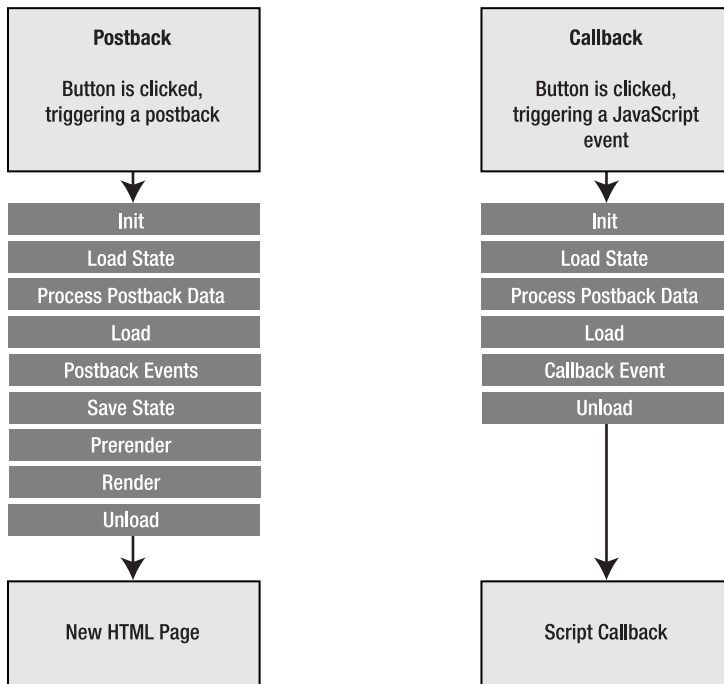 Postback
Button is clicked,
triggering a postback
Init
Load State
Process Postback Data
Load
Postback Events
Save State
Prerender
Render
Unload
New HTML Page
Callback
Button is clicked,
triggering a JavaScript
event
Init
Load State
Process Postback Data
Load
Callback Event
Unload
Script Callback